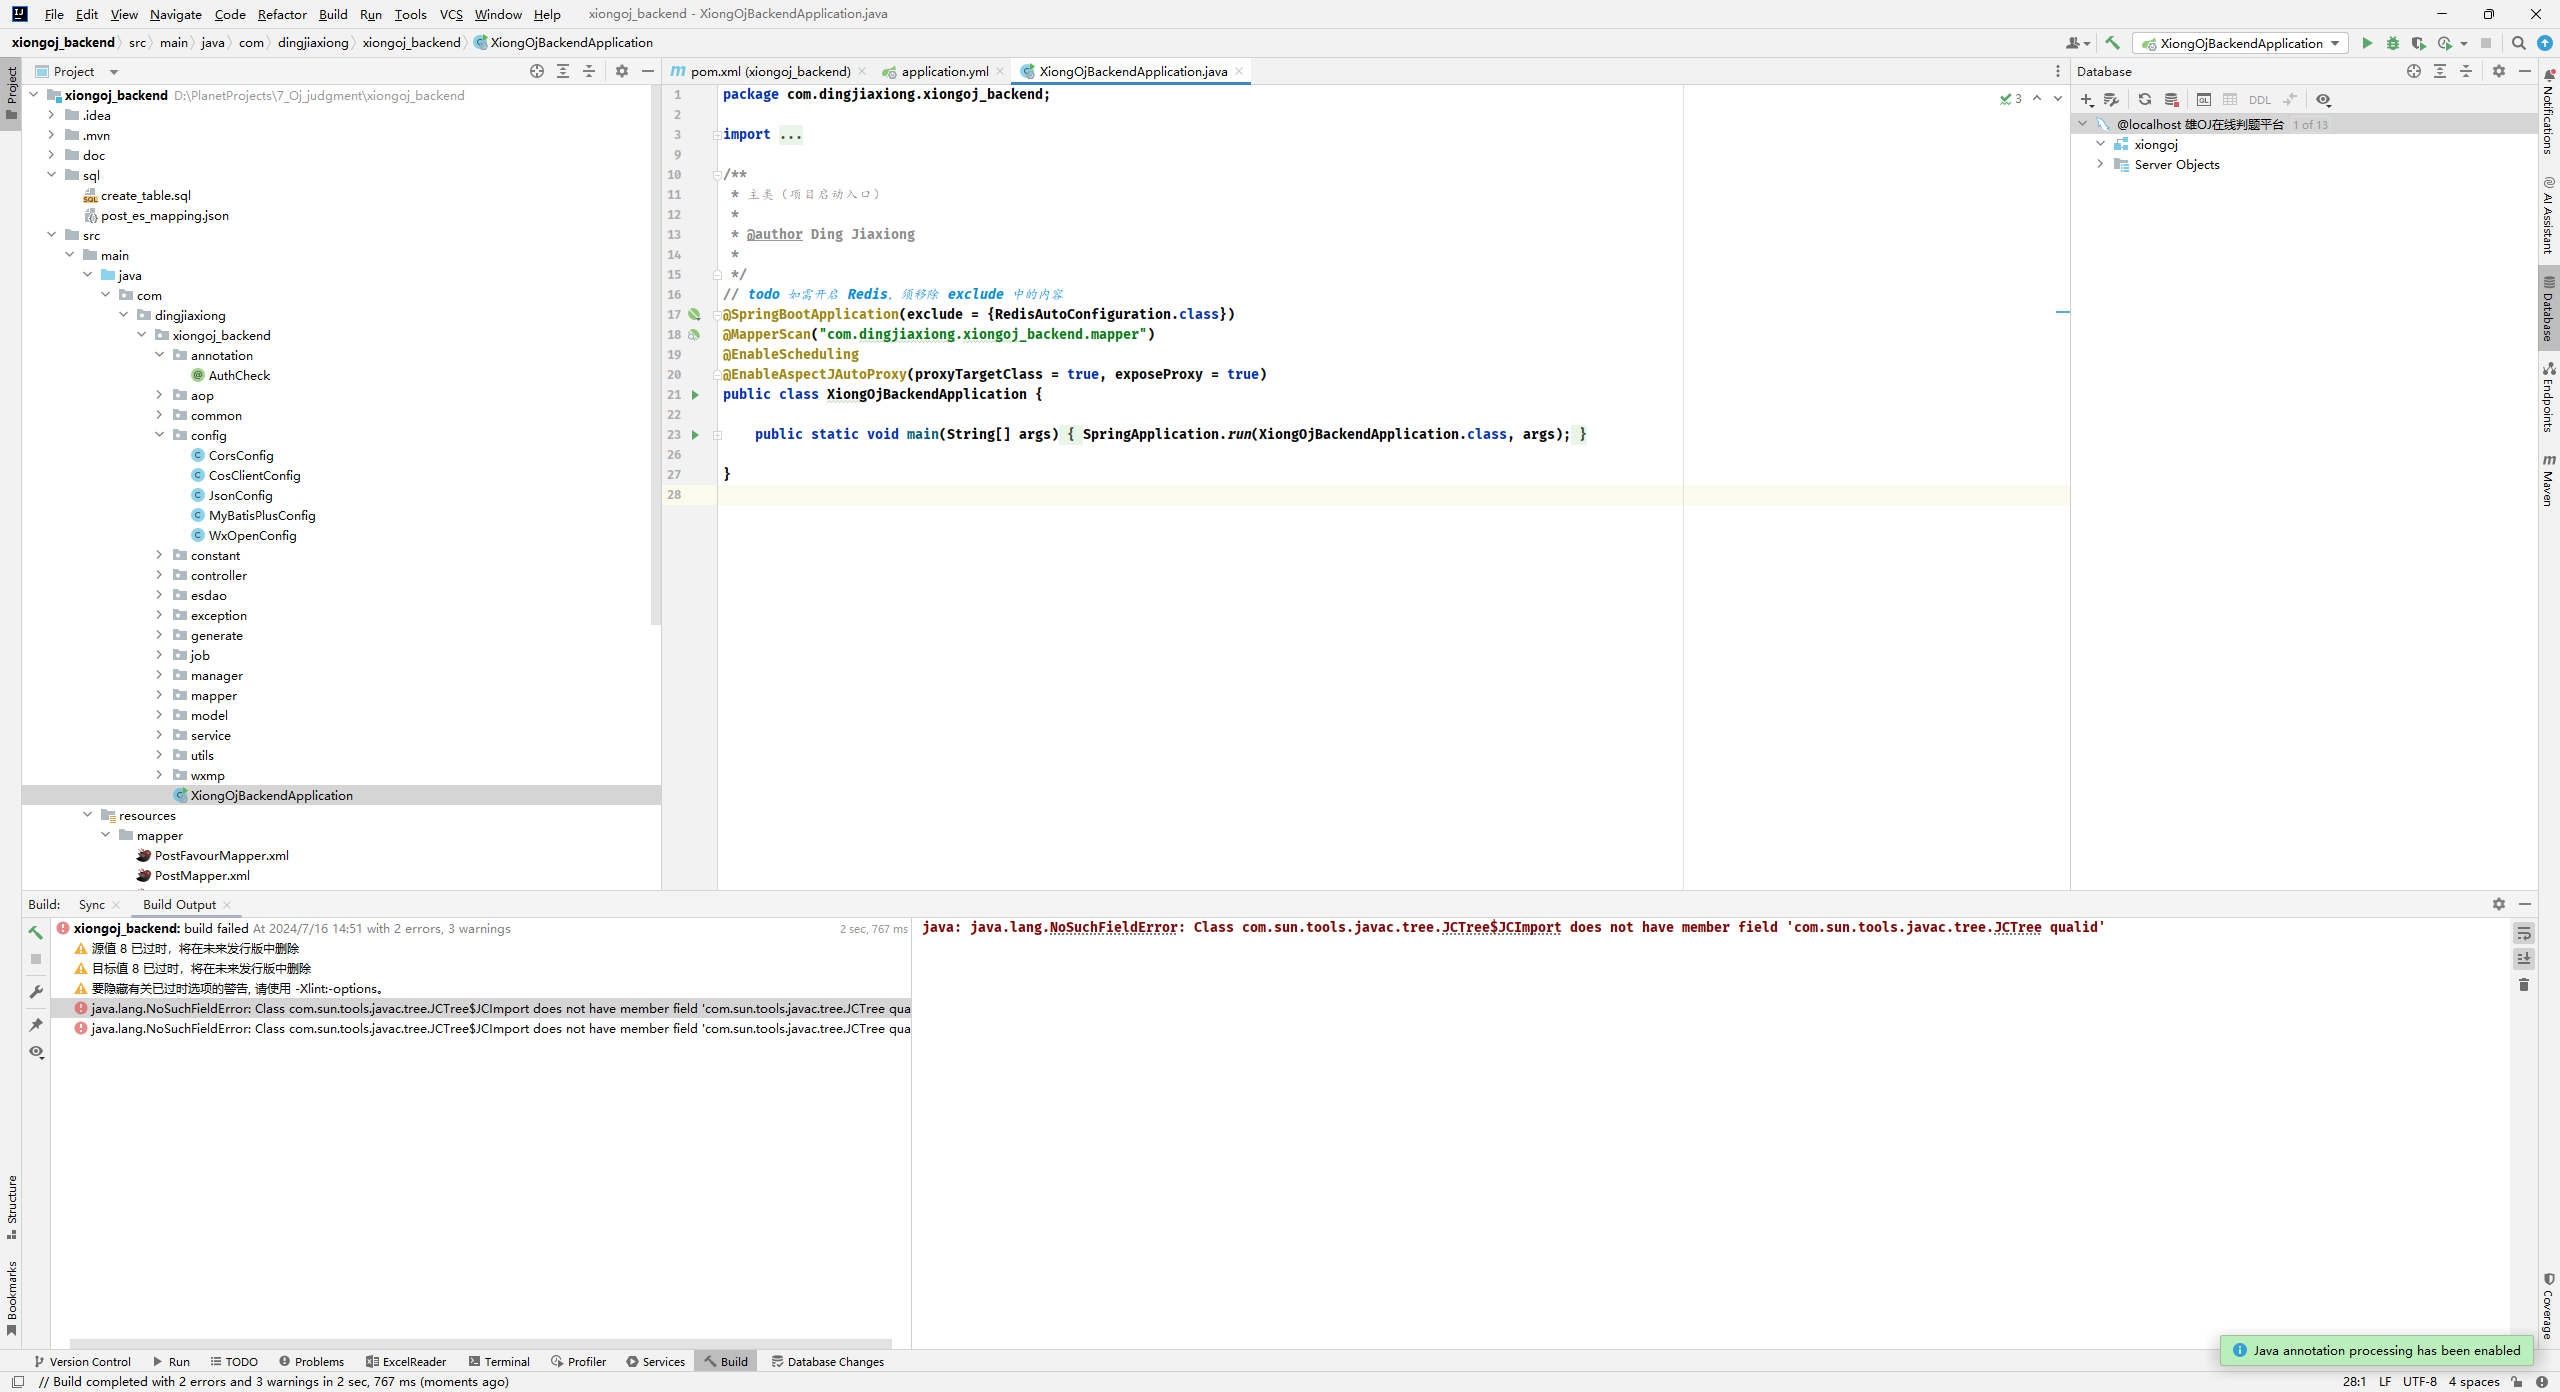 File Edit View Navigate Code Refactor Build Run Tools VCS Window Help xiongoj_backend - XiongOjBackendApplication.java
xiongoj_backend src main java com dingjiaxiong xiongoj_backend XiongOjBackendApplication
XiongOjBackendApplication
Project
pom.xml (xiongoj_backend) application.yml XiongOjBackendApplication.java
Database
Project
xiongoj_backend D:\PlanetProjects\7_Oj_judgment\xiongoj_backend
.idea
.mvn
doc
sql
create_table.sql
post_es_mapping.json
src
main
java
com
dingjiaxiong
xiongoj_backend
annotation
AuthCheck
aop
common
config
CorsConfig
CosClientConfig
JsonConfig
MyBatisPlusConfig
WxOpenConfig
constant
controller
esdao
exception
generate
job
manager
mapper
model
service
utils
wxmp
XiongOjBackendApplication
resources
mapper
PostFavourMapper.xml
PostMapper.xml
1 package com.dingjiaxiong.xiongoj_backend;
2
3 import ...
9
10 /**
11 * 主类（项目启动入口）
12 *
13 * @author Ding Jiaxiong
14 *
15 */
16 // todo 如需开启 Redis，须移除 exclude 中的内容
17 @SpringBootApplication(exclude = {RedisAutoConfiguration.class})
18 @MapperScan("com.dingjiaxiong.xiongoj_backend.mapper")
19 @EnableScheduling
20 @EnableAspectJAutoProxy(proxyTargetClass = true, exposeProxy = true)
21 public class XiongOjBackendApplication {
22
23 public static void main(String[] args) { SpringApplication.run(XiongOjBackendApplication.class, args); }
26
27 }
28
3
DDL
@localhost 雄OJ在线判题平台 1 of 13
xiongoj
Server Objects
Notifications
AI Assistant
Database
Endpoints
Maven
Coverage
Structure
Bookmarks
Build: Sync Build Output
xiongoj_backend: build failed At 2024/7/16 14:51 with 2 errors, 3 warnings 2 sec, 767 ms
源值 8 已过时，将在未来发行版中删除
目标值 8 已过时，将在未来发行版中删除
要隐藏有关已过时选项的警告, 请使用 -Xlint:-options。
java.lang.NoSuchFieldError: Class com.sun.tools.javac.tree.JCTree$JCImport does not have member field 'com.sun.tools.javac.tree.JCTree qua
java.lang.NoSuchFieldError: Class com.sun.tools.javac.tree.JCTree$JCImport does not have member field 'com.sun.tools.javac.tree.JCTree qua
java: java.lang.NoSuchFieldError: Class com.sun.tools.javac.tree.JCTree$JCImport does not have member field 'com.sun.tools.javac.tree.JCTree qualid'
Java annotation processing has been enabled
Version Control Run TODO Problems ExcelReader Terminal Profiler Services Build Database Changes
// Build completed with 2 errors and 3 warnings in 2 sec, 767 ms (moments ago)
28:1 LF UTF-8 4 spaces